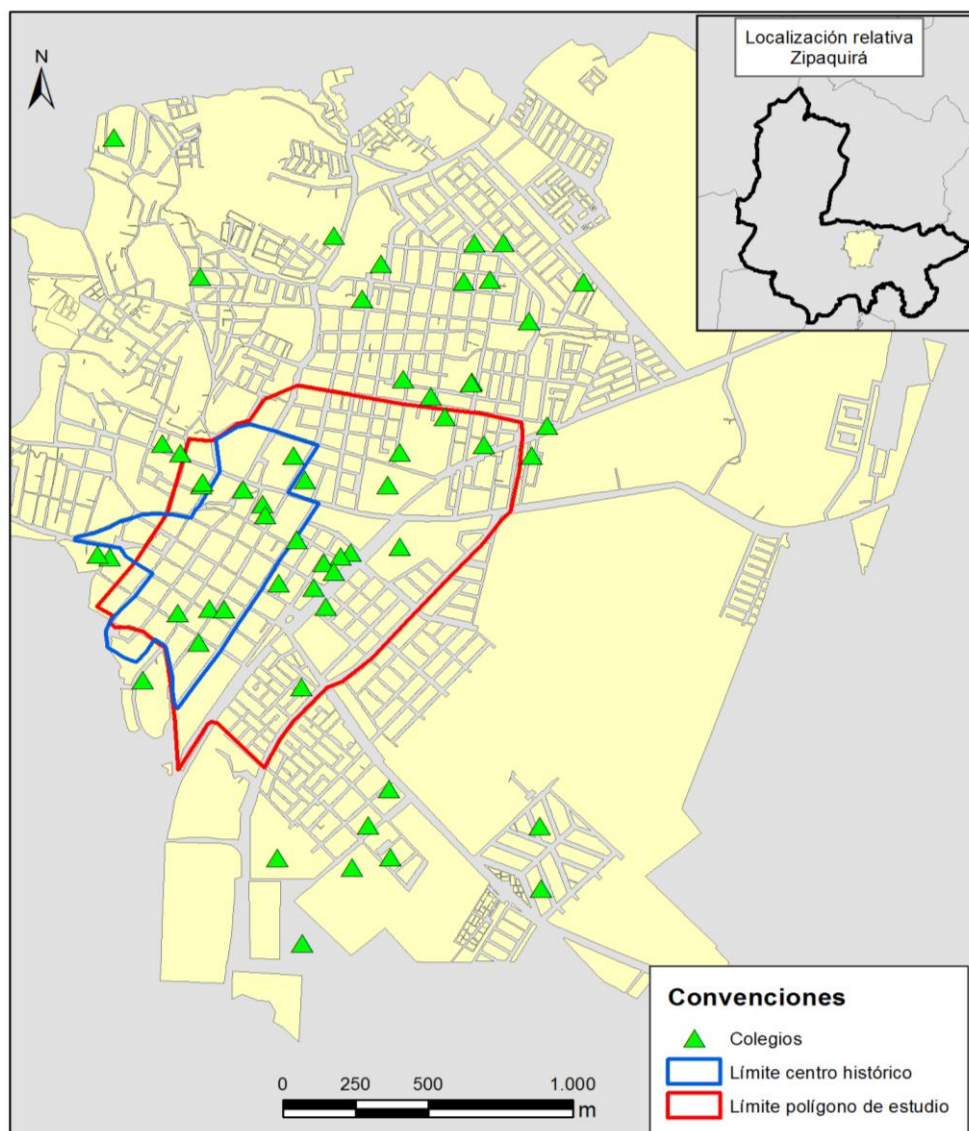 N
Localización relativa
Zipaquirá
Convenciones
Colegios
Límite centro histórico
Límite polígono de estudio
0 250 500 1.000
m